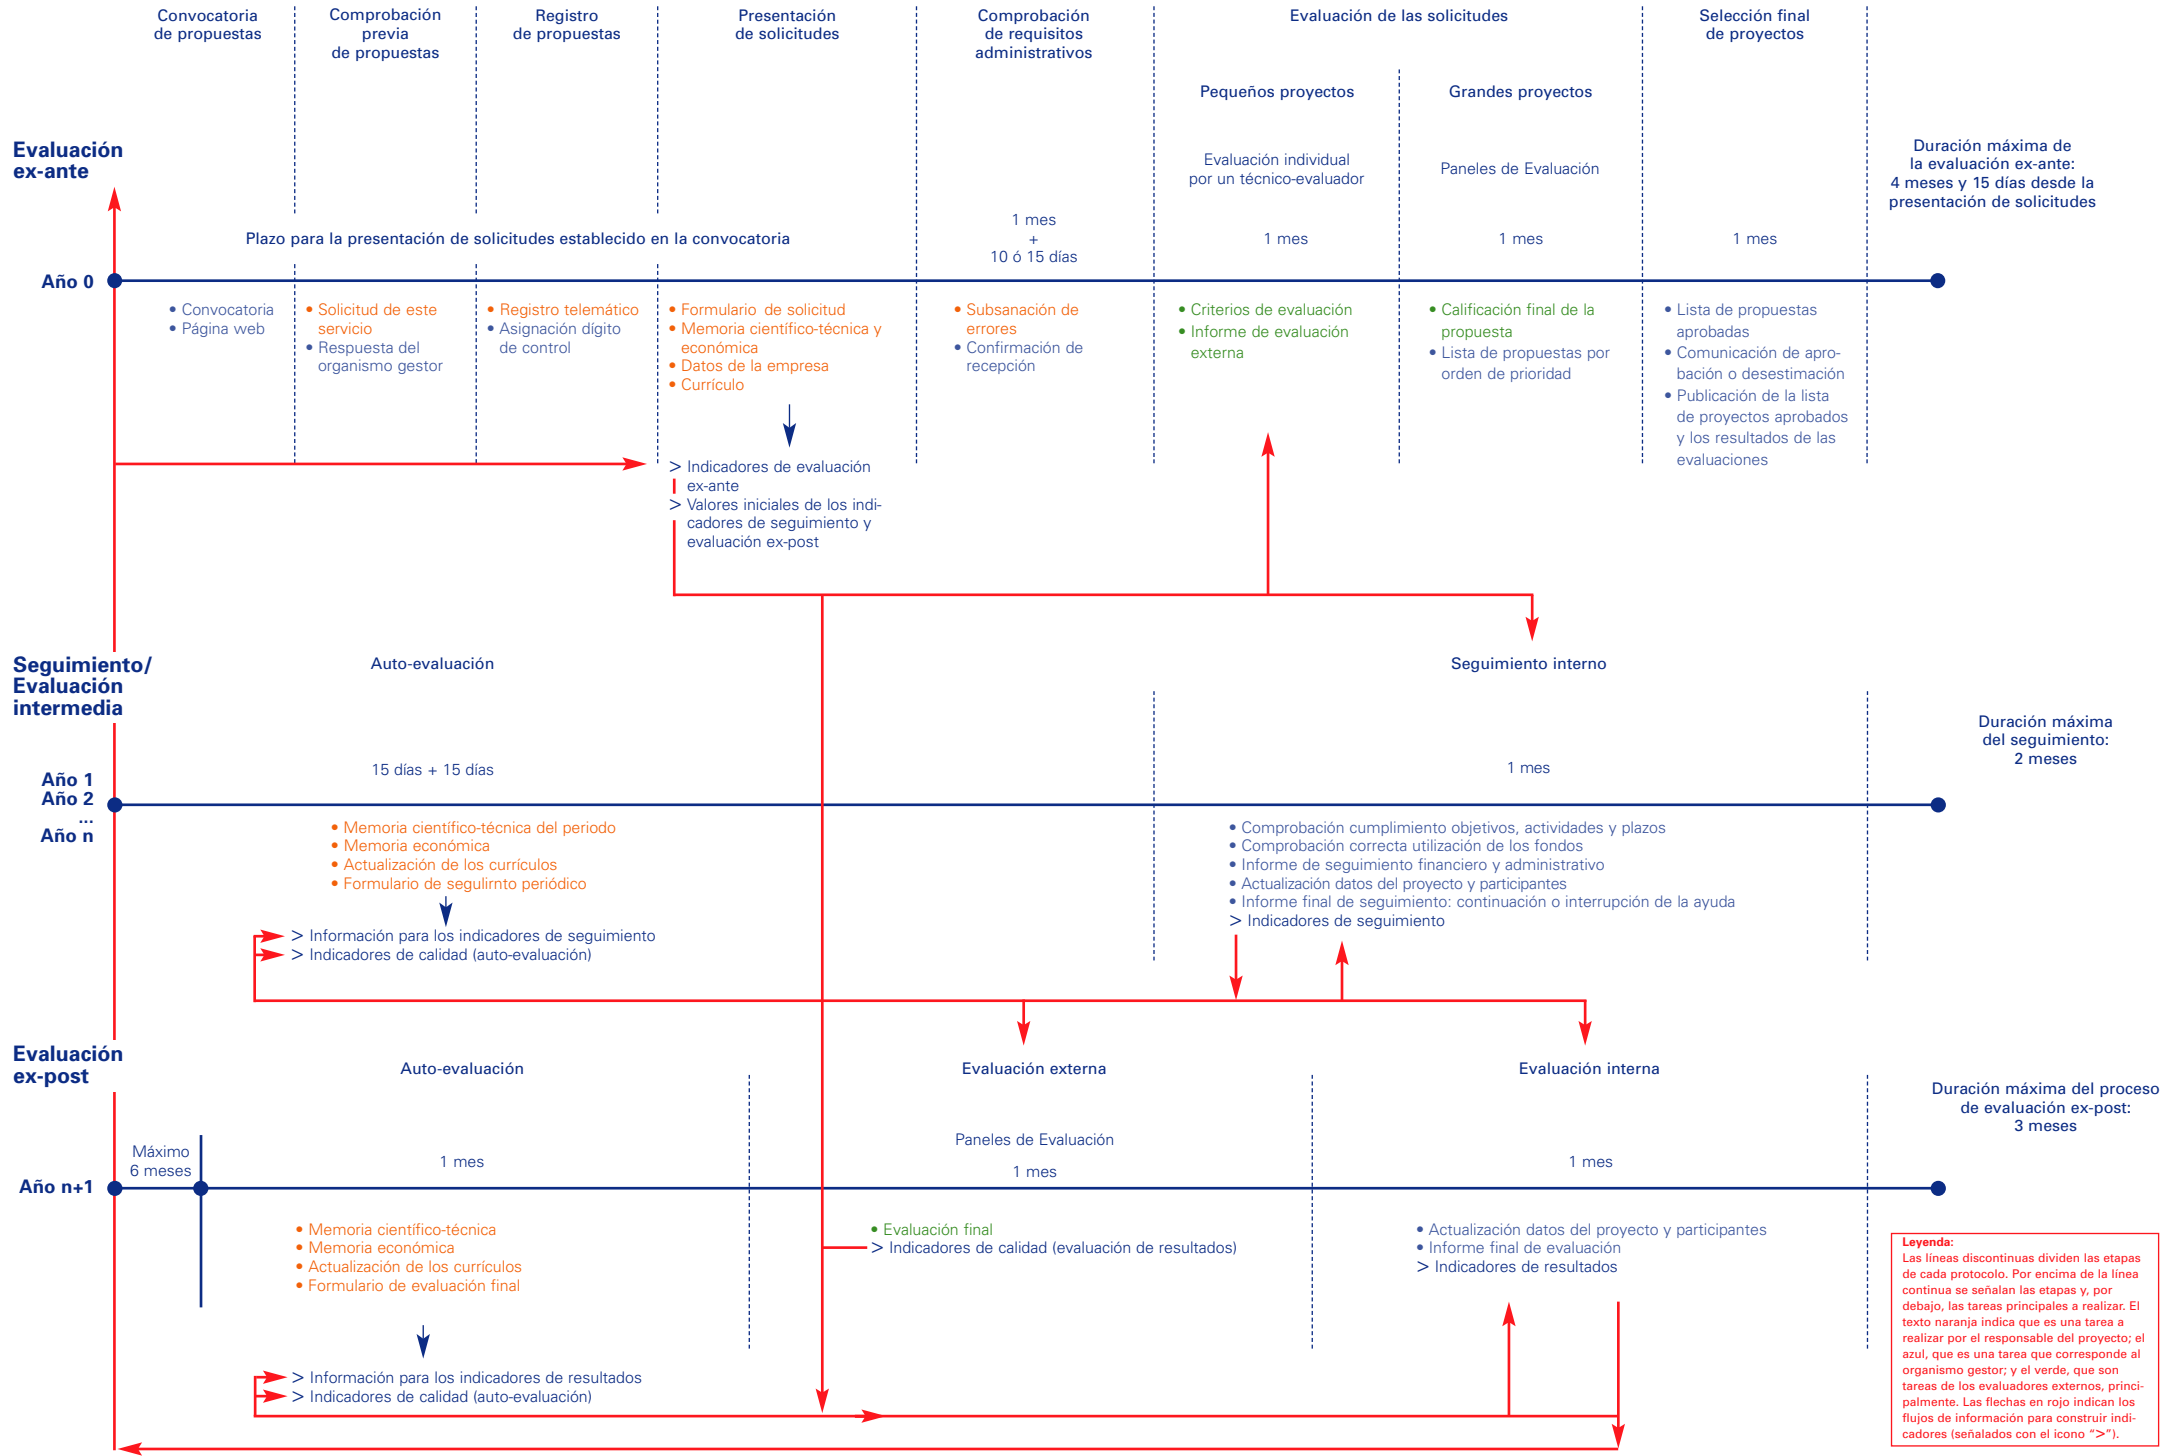 Convocatoria
de propuestas
Comprobación
previa
de propuestas
Registro
de propuestas
Presentación
de solicitudes
Comprobación
de requisitos
administrativos
Evaluación de las solicitudes
Selección final
de proyectos
Pequeños proyectos
Grandes proyectos
Evaluación
ex-ante
Evaluación individual
por un técnico-evaluador
Paneles de Evaluación
Duración máxima de
la evaluación ex-ante:
4 meses y 15 días desde la
presentación de solicitudes
Plazo para la presentación de solicitudes establecido en la convocatoria
1 mes
+
10 ó 15 días
1 mes
1 mes
1 mes
Año 0
• Convocatoria
• Página web
• Solicitud de este
servicio
• Respuesta del
organismo gestor
• Registro telemático
• Asignación dígito
de control
• Formulario de solicitud
• Memoria científico-técnica y
económica
• Datos de la empresa
• Currículo
• Subsanación de
errores
• Confirmación de
recepción
• Criterios de evaluación
• Informe de evaluación
externa
• Calificación final de la
propuesta
• Lista de propuestas por
orden de prioridad
• Lista de propuestas
aprobadas
• Comunicación de apro-
bación o desestimación
• Publicación de la lista
de proyectos aprobados
y los resultados de las
evaluaciones
> Indicadores de evaluación
ex-ante
> Valores iniciales de los indi-
cadores de seguimiento y
evaluación ex-post
Seguimiento/
Evaluación
intermedia
Auto-evaluación
Seguimiento interno
Duración máxima
del seguimiento:
2 meses
15 días + 15 días
1 mes
Año 1
Año 2
...
Año n
• Memoria científico-técnica del periodo
• Memoria económica
• Actualización de los currículos
• Formulario de segulirnto periódico
• Comprobación cumplimiento objetivos, actividades y plazos
• Comprobación correcta utilización de los fondos
• Informe de seguimiento financiero y administrativo
• Actualización datos del proyecto y participantes
• Informe final de seguimiento: continuación o interrupción de la ayuda
> Indicadores de seguimiento
> Información para los indicadores de seguimiento
> Indicadores de calidad (auto-evaluación)
Evaluación
ex-post
Auto-evaluación
Evaluación externa
Evaluación interna
Duración máxima del proceso
de evaluación ex-post:
3 meses
Máximo
6 meses
1 mes
Paneles de Evaluación
1 mes
1 mes
Año n+1
• Memoria científico-técnica
• Memoria económica
• Actualización de los currículos
• Formulario de evaluación final
• Evaluación final
> Indicadores de calidad (evaluación de resultados)
• Actualización datos del proyecto y participantes
• Informe final de evaluación
> Indicadores de resultados
> Información para los indicadores de resultados
> Indicadores de calidad (auto-evaluación)
Leyenda:
Las líneas discontinuas dividen las etapas
de cada protocolo. Por encima de la línea
continua se señalan las etapas y, por
debajo, las tareas principales a realizar. El
texto naranja indica que es una tarea a
realizar por el responsable del proyecto; el
azul, que es una tarea que corresponde al
organismo gestor; y el verde, que son
tareas de los evaluadores externos, princi-
palmente. Las flechas en rojo indican los
flujos de información para construir indi-
cadores (señalados con el icono “>”).